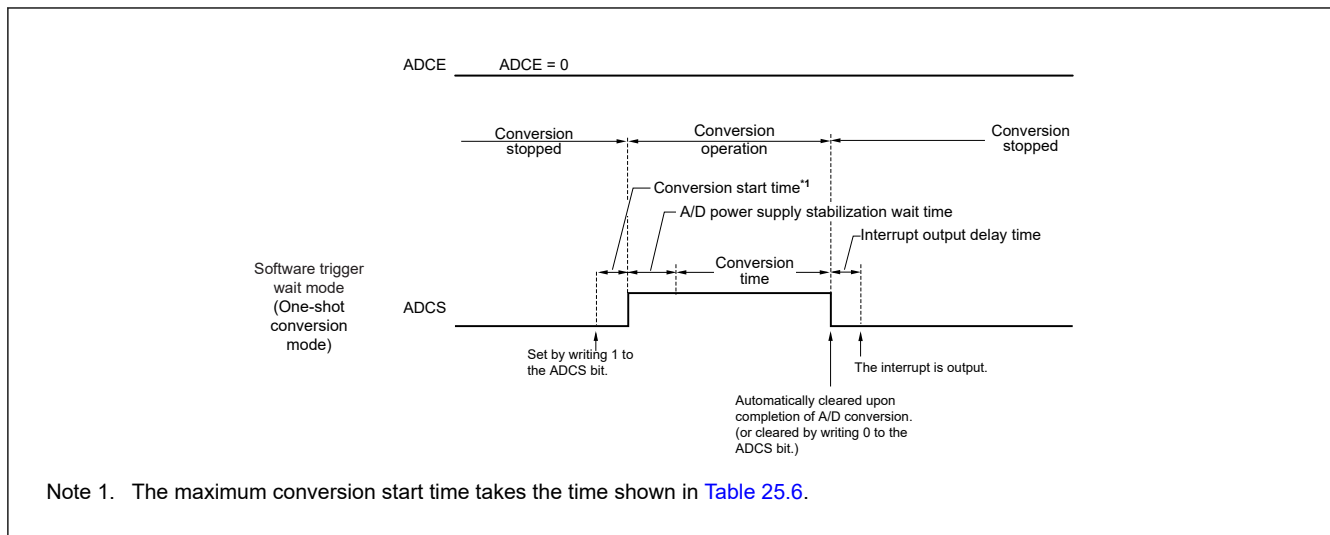 ADCE
ADCE = 0
Conversion
stopped
Conversion
operation
Conversion
stopped
Conversion start time*1
A/D power supply stabilization wait time
Interrupt output delay time
Conversion
time
Software trigger
wait mode
(One-shot
conversion
mode)
ADCS
Set by writing 1 to
the ADCS bit.
The interrupt is output.
Automatically cleared upon
completion of A/D conversion.
(or cleared by writing 0 to the
ADCS bit.)
Note 1. The maximum conversion start time takes the time shown in Table 25.6.